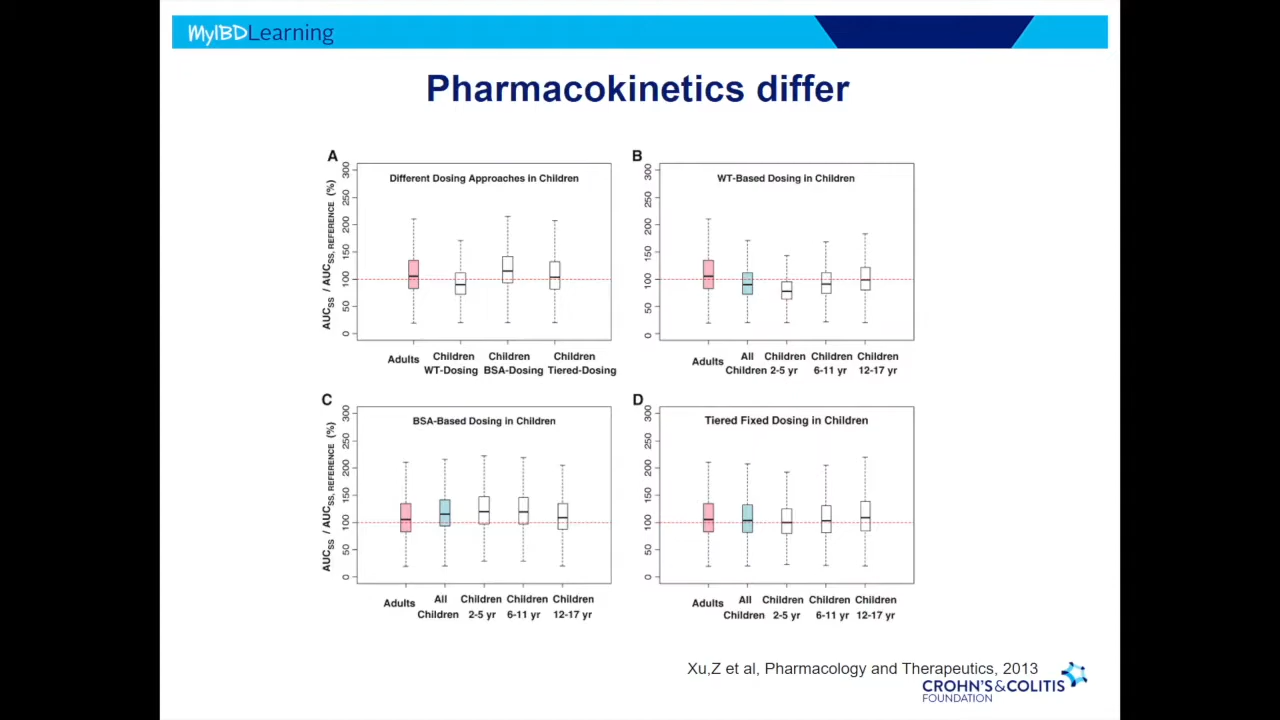 MyIBDLearning
Pharmacokinetics differ
A
Different Dosing Approaches in Children
AUCSS / AUCSS, REFERENCE (%)
300
250
200
150
100
50
0
Adults
Children WT-Dosing
Children BSA-Dosing
Children Tiered-Dosing
B
WT-Based Dosing in Children
300
250
200
150
100
50
0
Adults
All Children
Children 2-5 yr
Children 6-11 yr
Children 12-17 yr
C
BSA-Based Dosing in Children
AUCSS / AUCSS, REFERENCE (%)
300
250
200
150
100
50
0
Adults
All Children
Children 2-5 yr
Children 6-11 yr
Children 12-17 yr
D
Tiered Fixed Dosing in Children
300
250
200
150
100
50
0
Adults
All Children
Children 2-5 yr
Children 6-11 yr
Children 12-17 yr
Xu,Z et al, Pharmacology and Therapeutics, 2013
CROHN'S&COLITIS
FOUNDATION